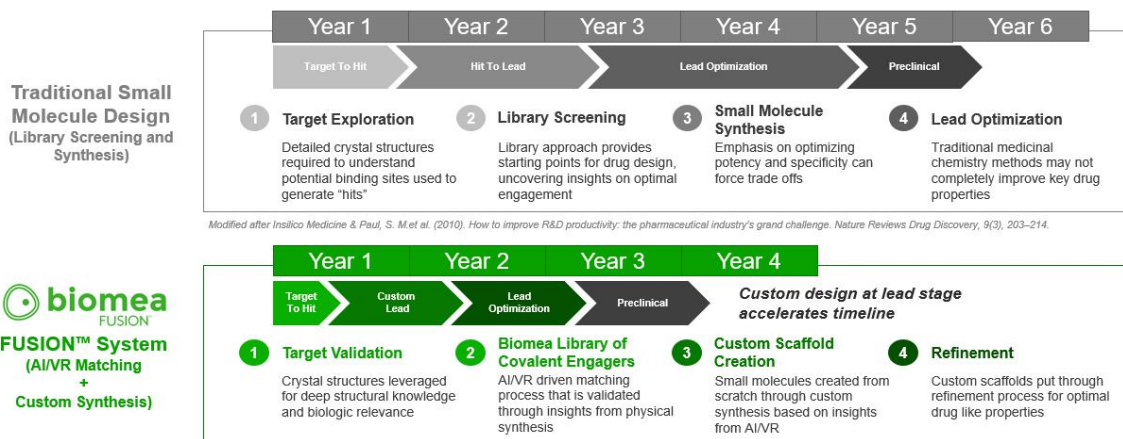 Year 1 Year 2 Year 3 Year 4 Year 5 Year 6
Target To Hit Hit To Lead Lead Optimization Preclinical
Traditional Small
Molecule Design
(Library Screening and
Synthesis)
1 Target Exploration
Detailed crystal structures
required to understand
potential binding sites used to
generate “hits”
2 Library Screening
Library approach provides
starting points for drug design,
uncovering insights on optimal
engagement
3 Small Molecule
Synthesis
Emphasis on optimizing
potency and specificity can
force trade offs
4 Lead Optimization
Traditional medicinal
chemistry methods may not
completely improve key drug
properties
Modified after Insilico Medicine & Paul, S. M.et al. (2010). How to improve R&D productivity: the pharmaceutical industry's grand challenge. Nature Reviews Drug Discovery, 9(3), 203–214.
Year 1 Year 2 Year 3 Year 4
Target
To Hit
Custom
Lead
Lead
Optimization
Preclinical
Custom design at lead stage
accelerates timeline
biomea
FUSION™
FUSION™ System
(AI/VR Matching
+
Custom Synthesis)
1 Target Validation
Crystal structures leveraged
for deep structural knowledge
and biologic relevance
2 Biomea Library of
Covalent Engagers
AI/VR driven matching
process that is validated
through insights from physical
synthesis
3 Custom Scaffold
Creation
Small molecules created from
scratch through custom
synthesis based on insights
from AI/VR
4 Refinement
Custom scaffolds put through
refinement process for optimal
drug like properties